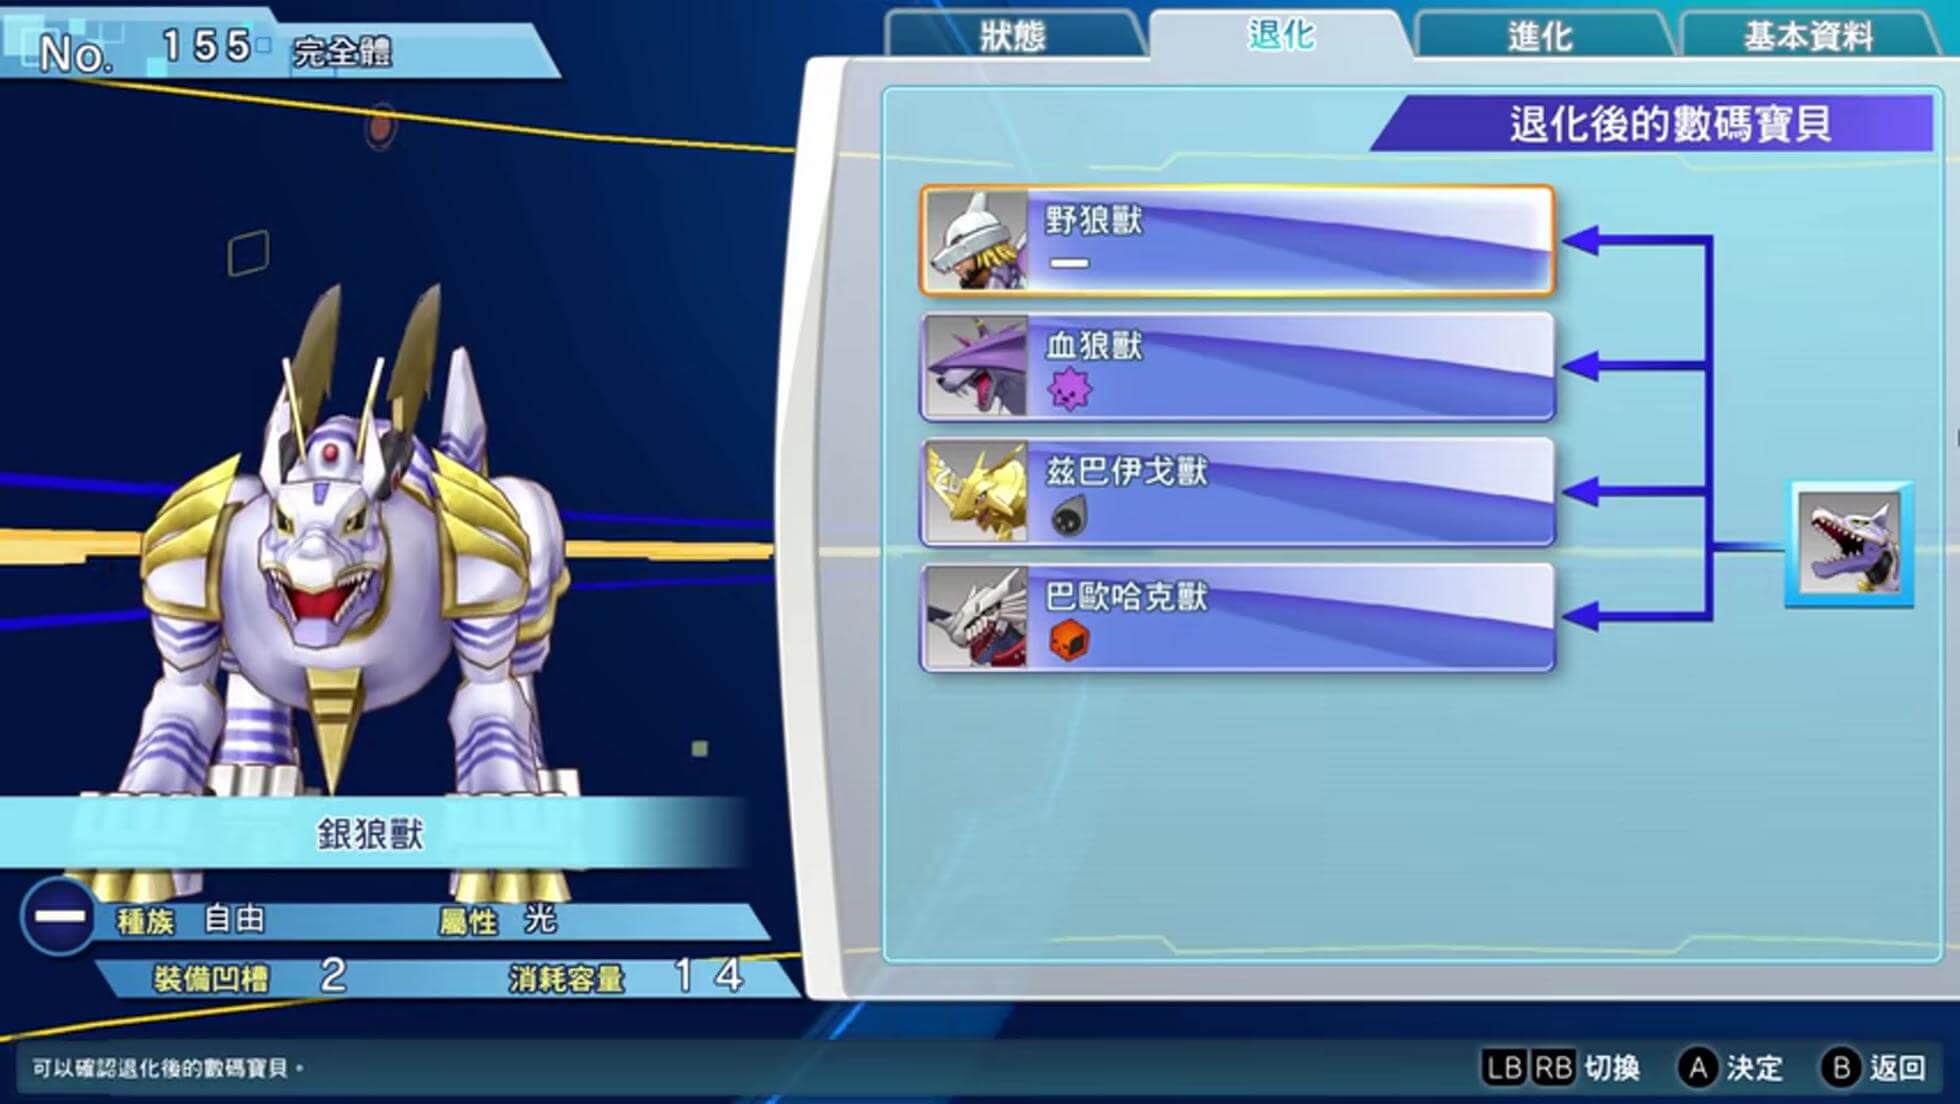 No. 155 完全體
狀態 退化 進化 基本資料
退化後的數碼寶貝
野狼獸
血狼獸
茲巴伊戈獸
巴歐哈克獸
銀狼獸
種族 自由 屬性 光
裝備凹槽 2 消耗容量 14
可以確認退化後的數碼寶貝。
LB RB 切換 A 決定 B 返回